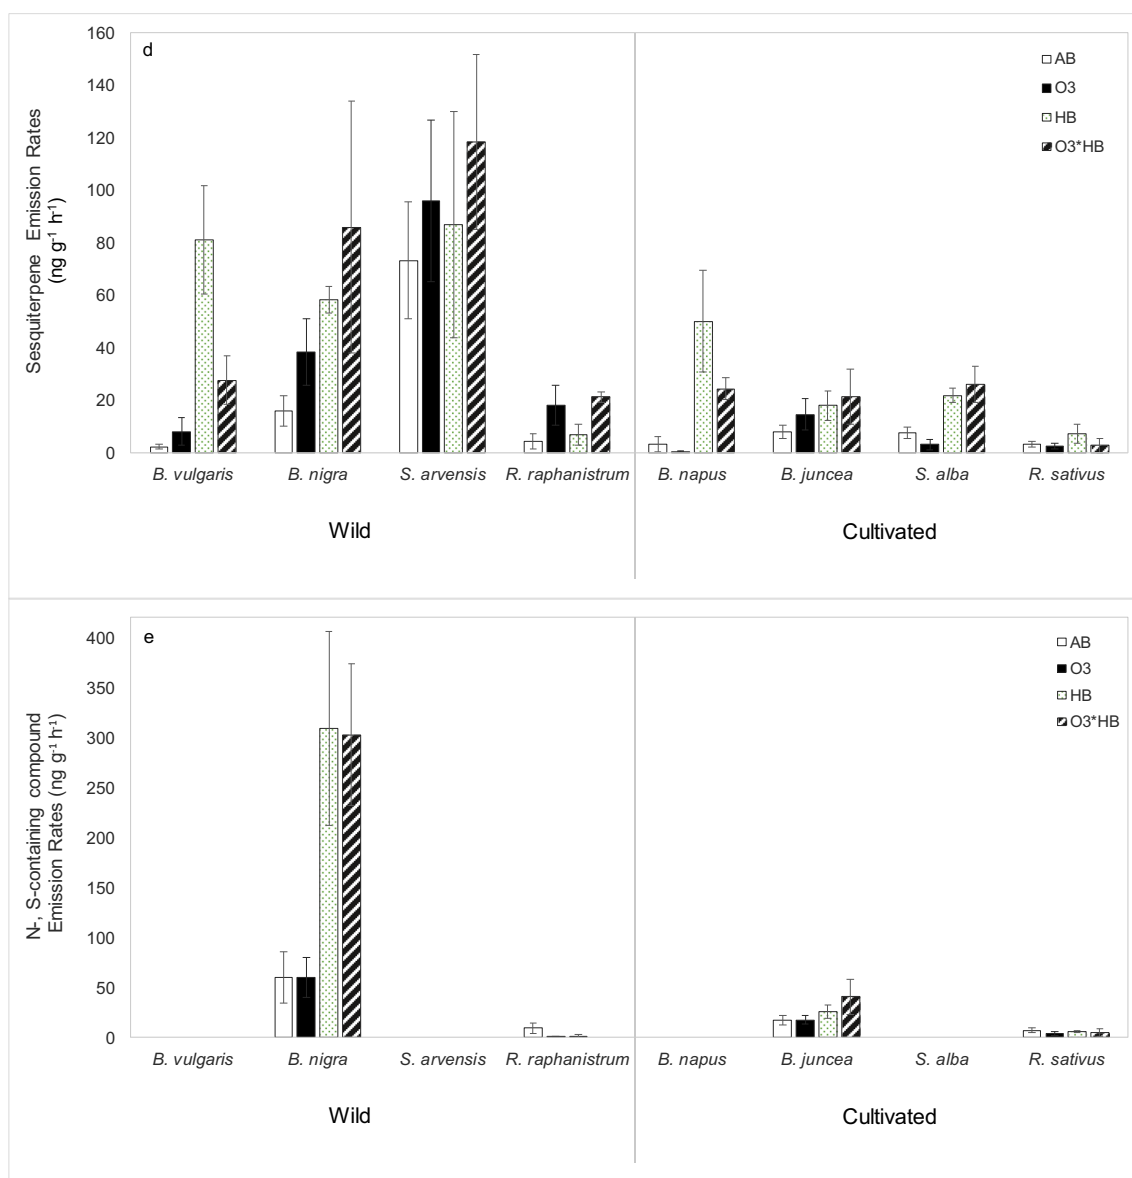 d
Sesquiterpene Emission Rates
(ng g⁻¹ h⁻¹)
160
140
120
100
80
60
40
20
0
AB
O3
HB
O3*HB
B. vulgaris B. nigra S. arvensis R. raphanistrum B. napus B. juncea S. alba R. sativus
Wild Cultivated
e
N-, S-containing compound
Emission Rates (ng g⁻¹ h⁻¹)
400
350
300
250
200
150
100
50
0
AB
O3
HB
O3*HB
B. vulgaris B. nigra S. arvensis R. raphanistrum B. napus B. juncea S. alba R. sativus
Wild Cultivated